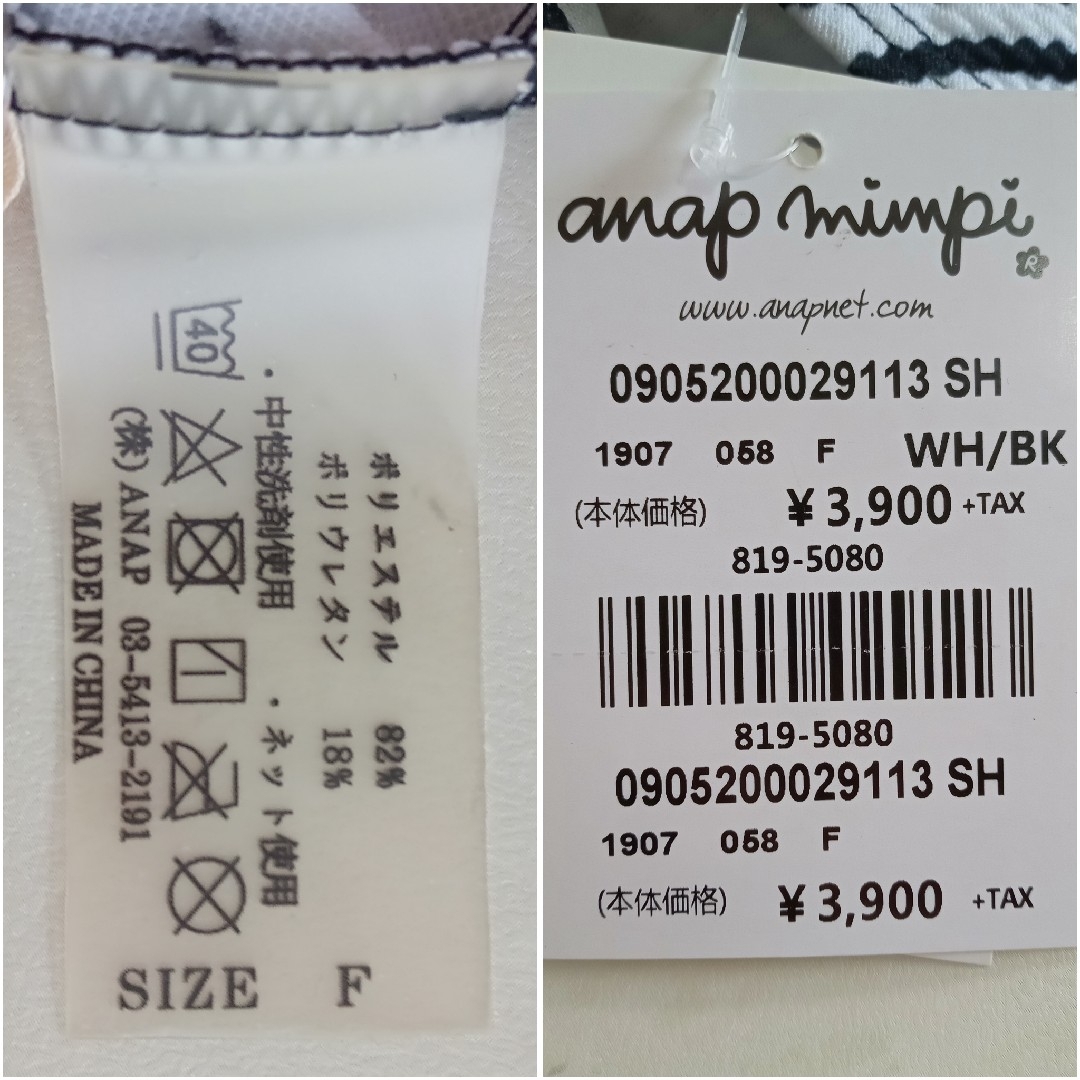 ポリエステル 82%
ポリウレタン 18%
・中性洗剤使用 ・ネット使用
40
(株) ANAP 03-5413-2191
MADE IN CHINA
SIZE F
anap mimpi
R
www.anapnet.com
0905200029113 SH
1907 058 F WH/BK
(本体価格) ¥3,900 +TAX
819-5080
819-5080
0905200029113 SH
1907 058 F
(本体価格) ¥3,900 +TAX